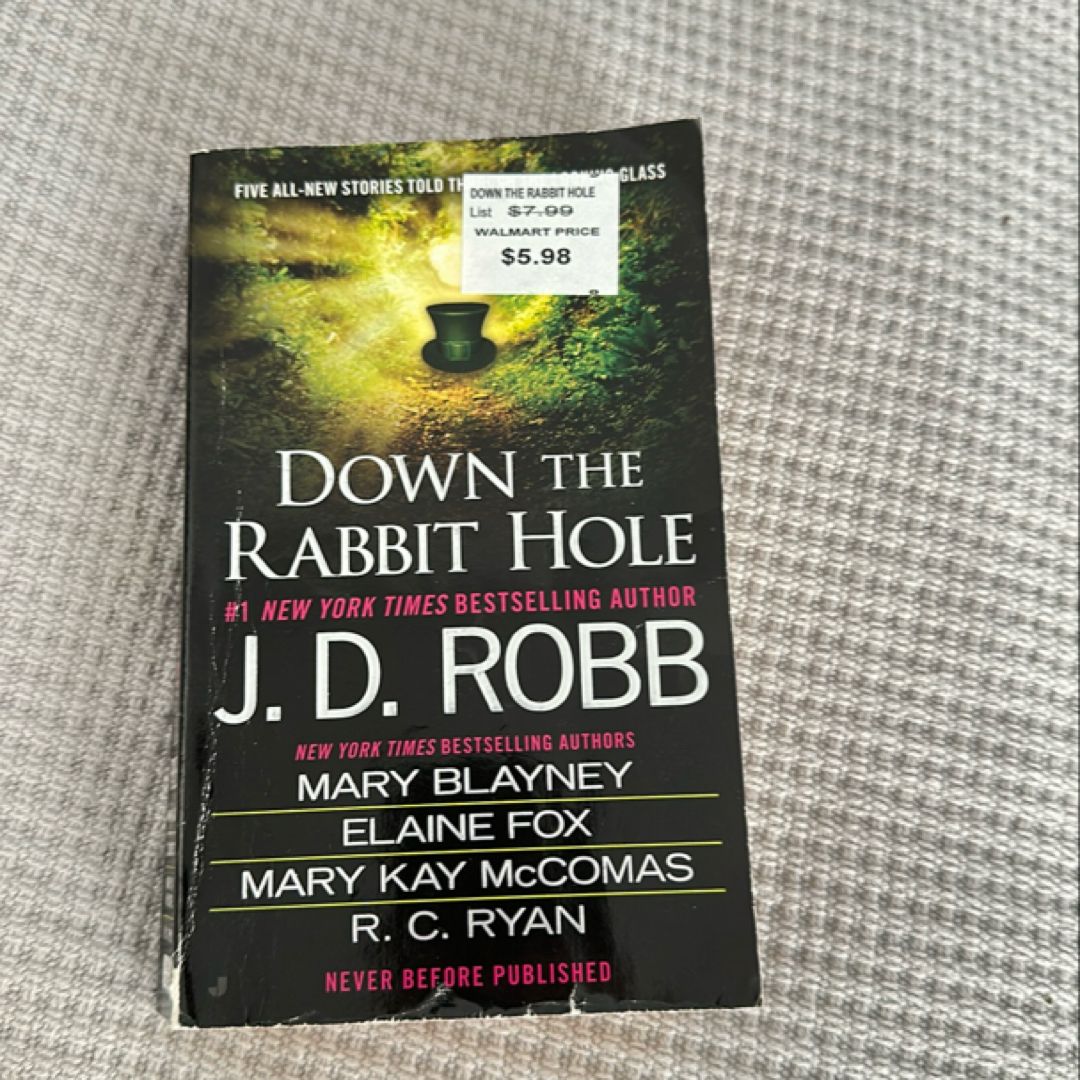 FIVE ALL-NEW STORIES TOLD GLASS
DOWN THE RABBIT HOLE
List $7.99
WALMART PRICE
$5.98
DOWN THE
RABBIT HOLE
#1 NEW YORK TIMES BESTSELLING AUTHOR
J. D. ROBB
NEW YORK TIMES BESTSELLING AUTHORS
MARY BLAYNEY
ELAINE FOX
MARY KAY McCOMAS
R. C. RYAN
NEVER BEFORE PUBLISHED
J